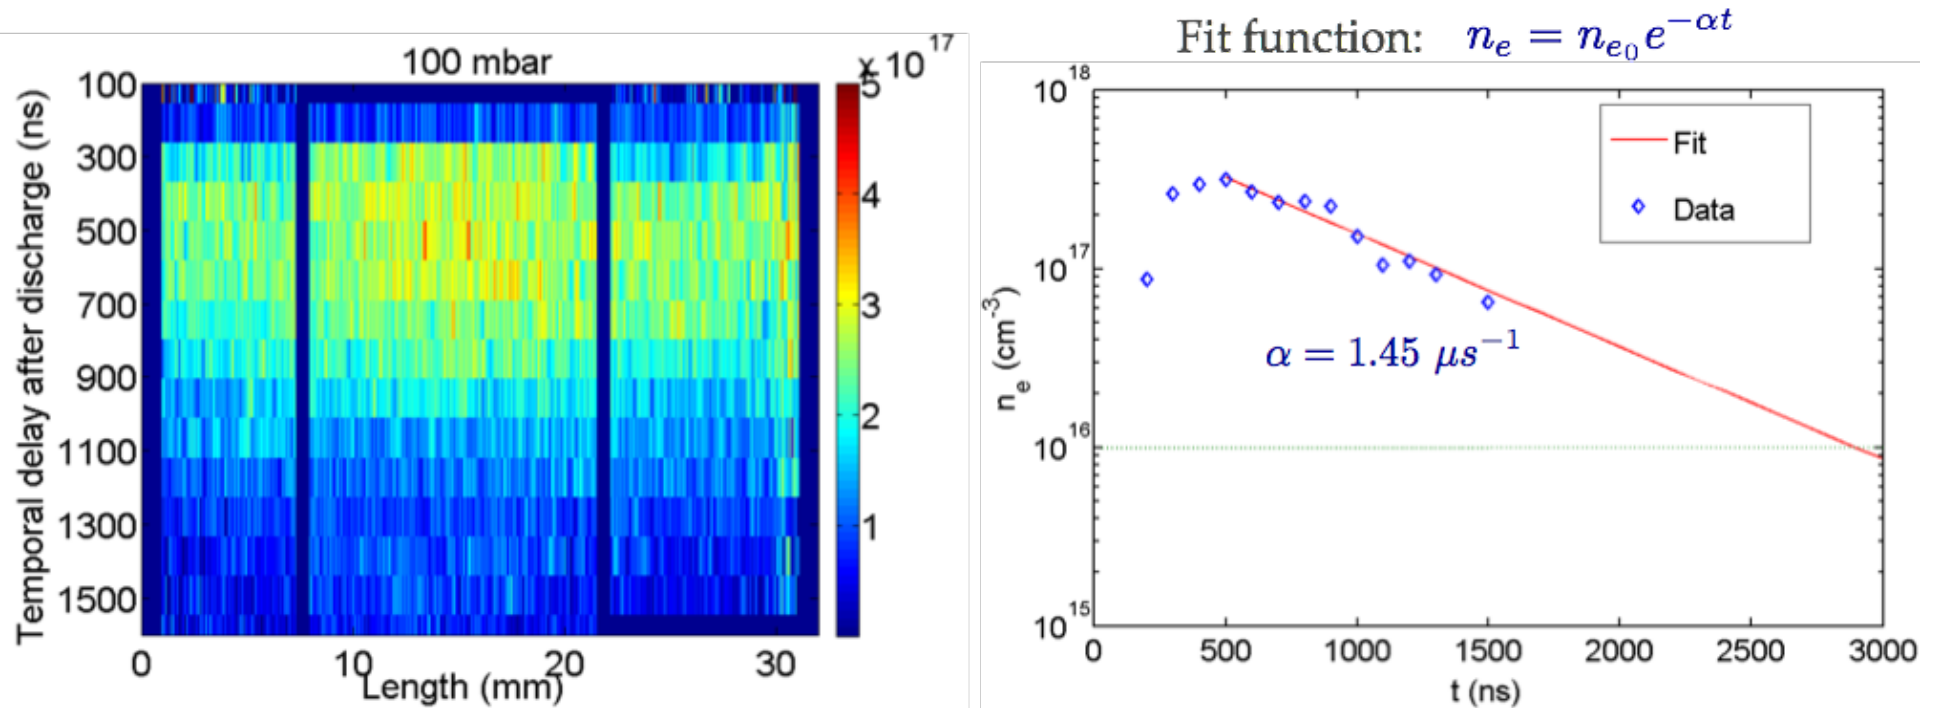 100 mbar
x 10^17
Temporal delay after discharge (ns)
100
300
500
700
900
1100
1300
1500
0
10
20
30
Length (mm)
5
4
3
2
1
Fit function: n_e = n_{e_0} e^{-αt}
n_e (cm^-3)
10^18
10^17
10^16
10^15
Fit
Data
α = 1.45 μs^{-1}
0
500
1000
1500
2000
2500
3000
t (ns)